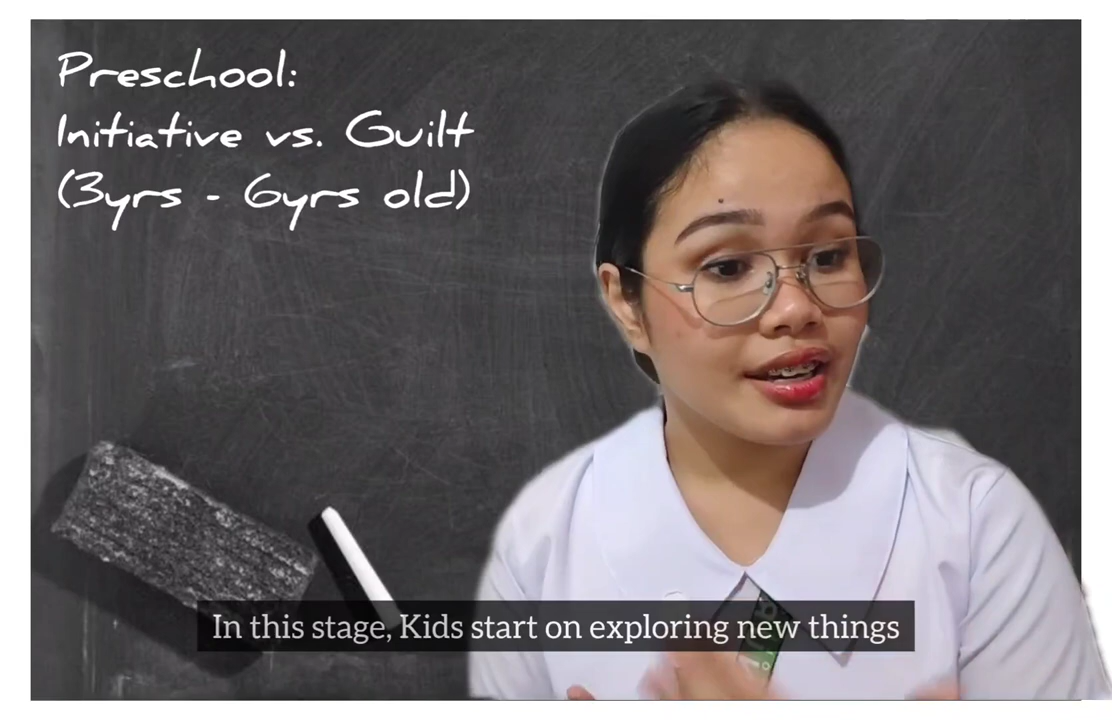 Preschool:
Initiative vs. Guilt
(3yrs - 6yrs old)
In this stage, Kids start on exploring new things